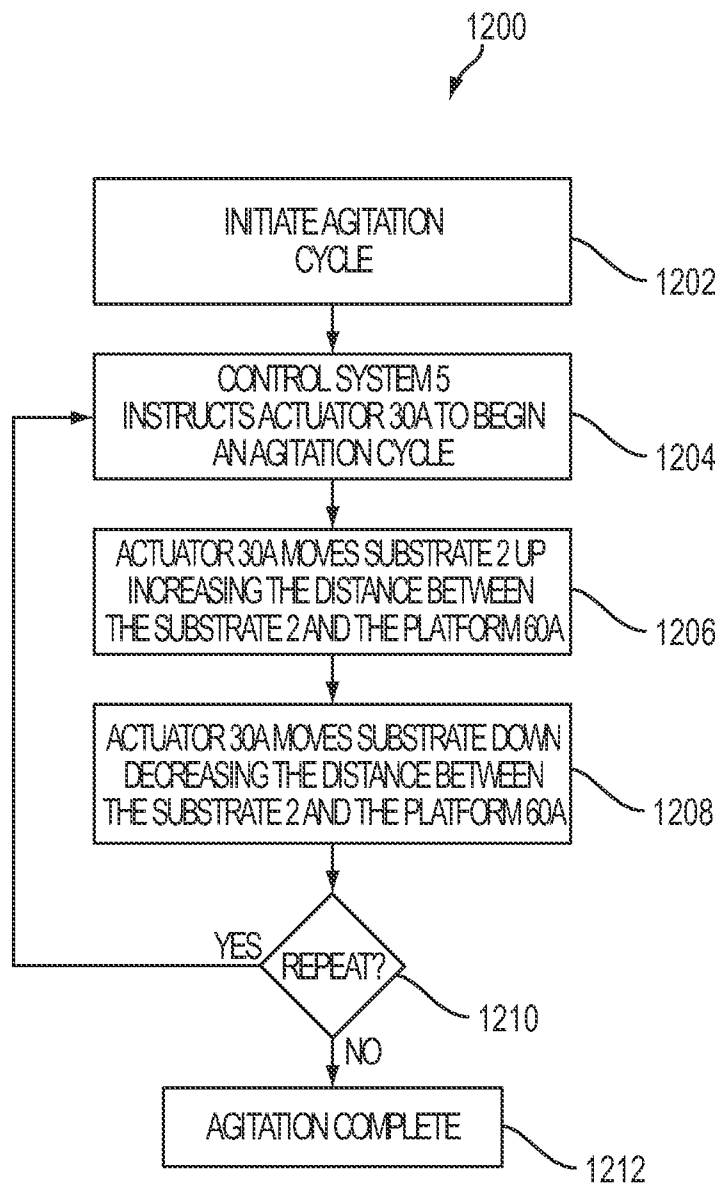 1200
INITIATE AGITATION
CYCLE
1202
CONTROL SYSTEM 5
INSTRUCTS ACTUATOR 30A TO BEGIN
AN AGITATION CYCLE
1204
ACTUATOR 30A MOVES SUBSTRATE 2 UP
INCREASING THE DISTANCE BETWEEN
THE SUBSTRATE 2 AND THE PLATFORM 60A
1206
ACTUATOR 30A MOVES SUBSTRATE DOWN
DECREASING THE DISTANCE BETWEEN
THE SUBSTRATE 2 AND THE PLATFORM 60A
1208
YES
REPEAT?
1210
NO
AGITATION COMPLETE
1212